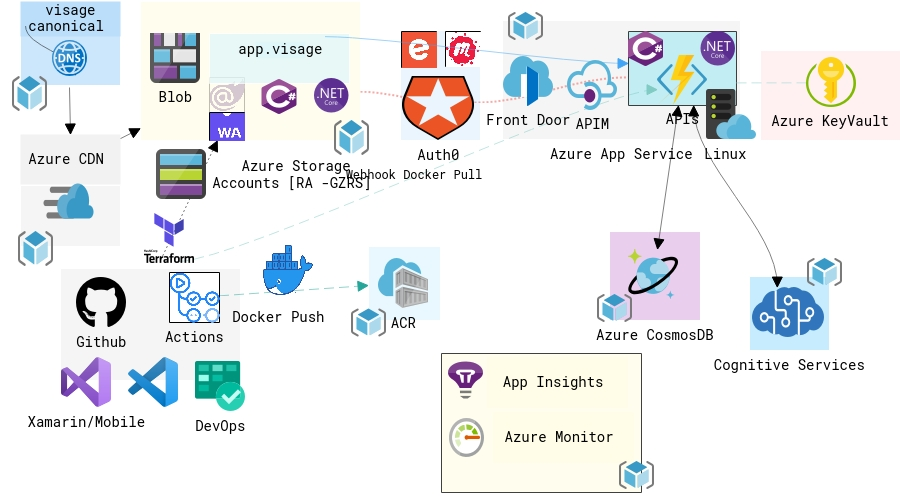 visage
canonical
DNS
app.visage
Blob
@
C#
.NET
Core
WA
e
m
C#
.NET
Core
Azure CDN
Azure Storage
Accounts [RA -GZRS]
Webhook Docker Pull
Auth0
Front Door
APIM
APIs
Azure App Service Linux
Azure KeyVault
HashiCorp
Terraform
Docker Push
ACR
Github
Actions
Azure CosmosDB
Cognitive Services
Xamarin/Mobile
DevOps
App Insights
Azure Monitor